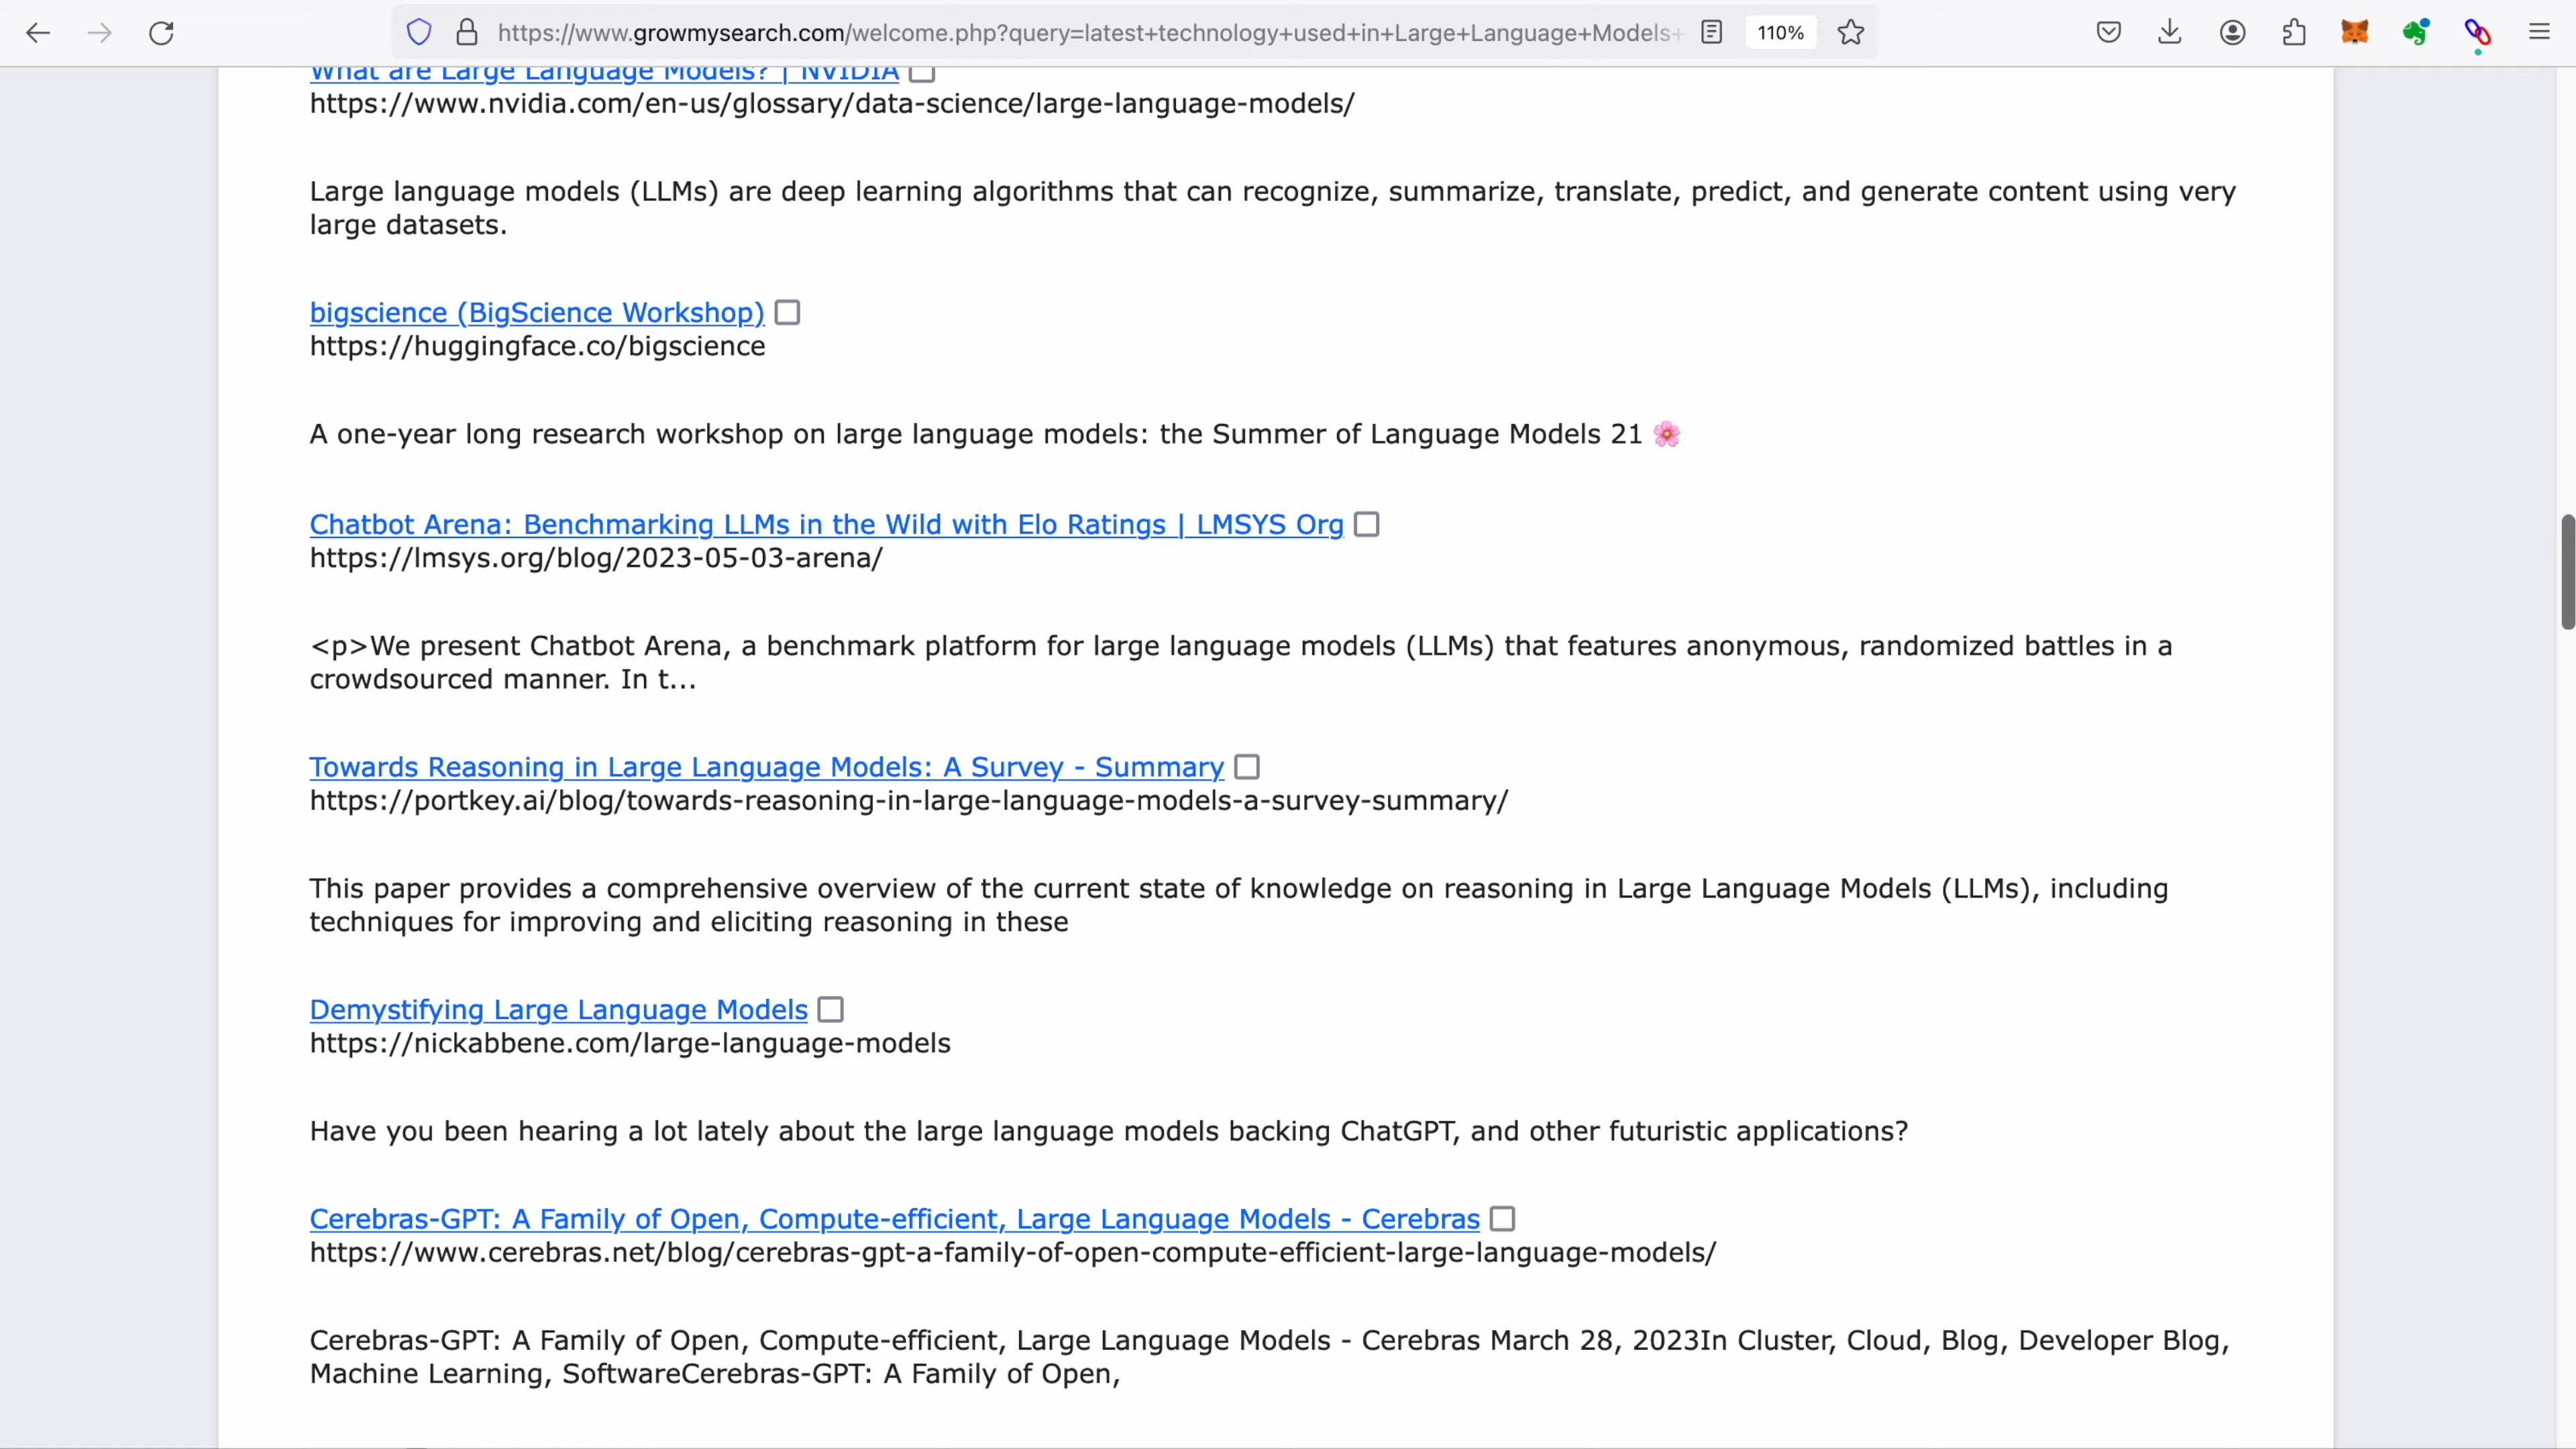 https://www.growmysearch.com/welcome.php?query=latest+technology+used+in+Large+Language+Models+
110%
What are Large Language Models? | NVIDIA
https://www.nvidia.com/en-us/glossary/data-science/large-language-models/
Large language models (LLMs) are deep learning algorithms that can recognize, summarize, translate, predict, and generate content using very
large datasets.
bigscience (BigScience Workshop)
https://huggingface.co/bigscience
A one-year long research workshop on large language models: the Summer of Language Models 21 🌸
Chatbot Arena: Benchmarking LLMs in the Wild with Elo Ratings | LMSYS Org
https://lmsys.org/blog/2023-05-03-arena/
<p>We present Chatbot Arena, a benchmark platform for large language models (LLMs) that features anonymous, randomized battles in a
crowdsourced manner. In t...
Towards Reasoning in Large Language Models: A Survey - Summary
https://portkey.ai/blog/towards-reasoning-in-large-language-models-a-survey-summary/
This paper provides a comprehensive overview of the current state of knowledge on reasoning in Large Language Models (LLMs), including
techniques for improving and eliciting reasoning in these
Demystifying Large Language Models
https://nickabbene.com/large-language-models
Have you been hearing a lot lately about the large language models backing ChatGPT, and other futuristic applications?
Cerebras-GPT: A Family of Open, Compute-efficient, Large Language Models - Cerebras
https://www.cerebras.net/blog/cerebras-gpt-a-family-of-open-compute-efficient-large-language-models/
Cerebras-GPT: A Family of Open, Compute-efficient, Large Language Models - Cerebras March 28, 2023In Cluster, Cloud, Blog, Developer Blog,
Machine Learning, SoftwareCerebras-GPT: A Family of Open,